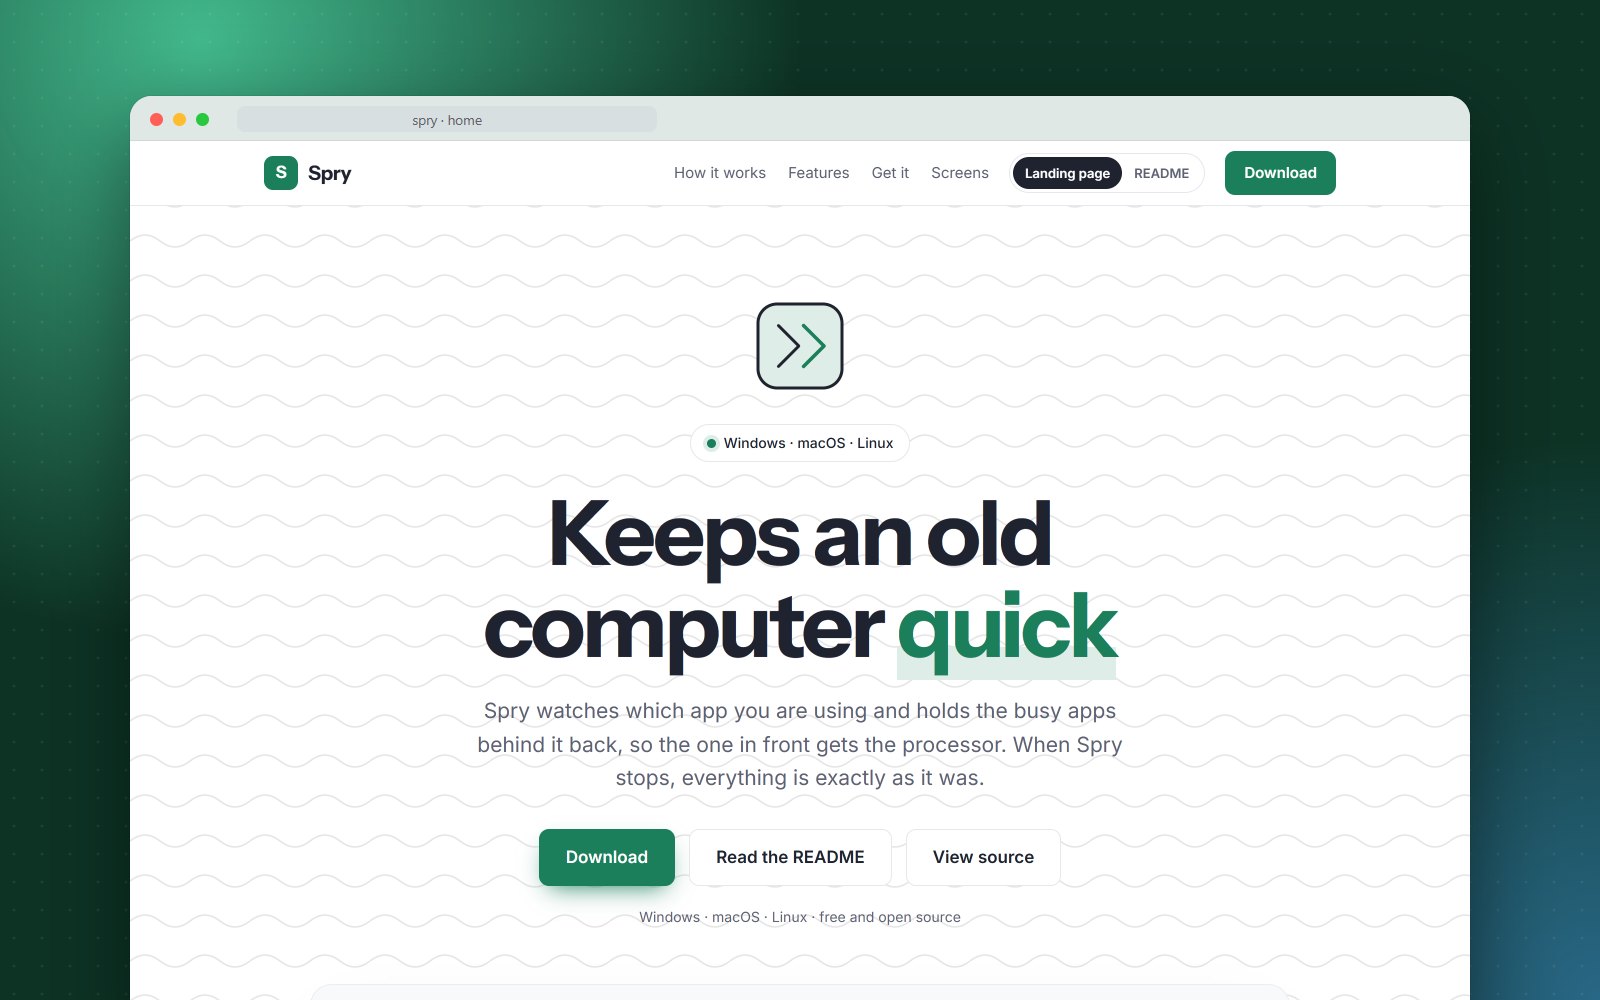 spry · home
S Spry
How it works Features Get it Screens Landing page README Download
Windows · macOS · Linux
Keeps an old
computer quick
Spry watches which app you are using and holds the busy apps
behind it back, so the one in front gets the processor. When Spry
stops, everything is exactly as it was.
Download Read the README View source
Windows · macOS · Linux · free and open source